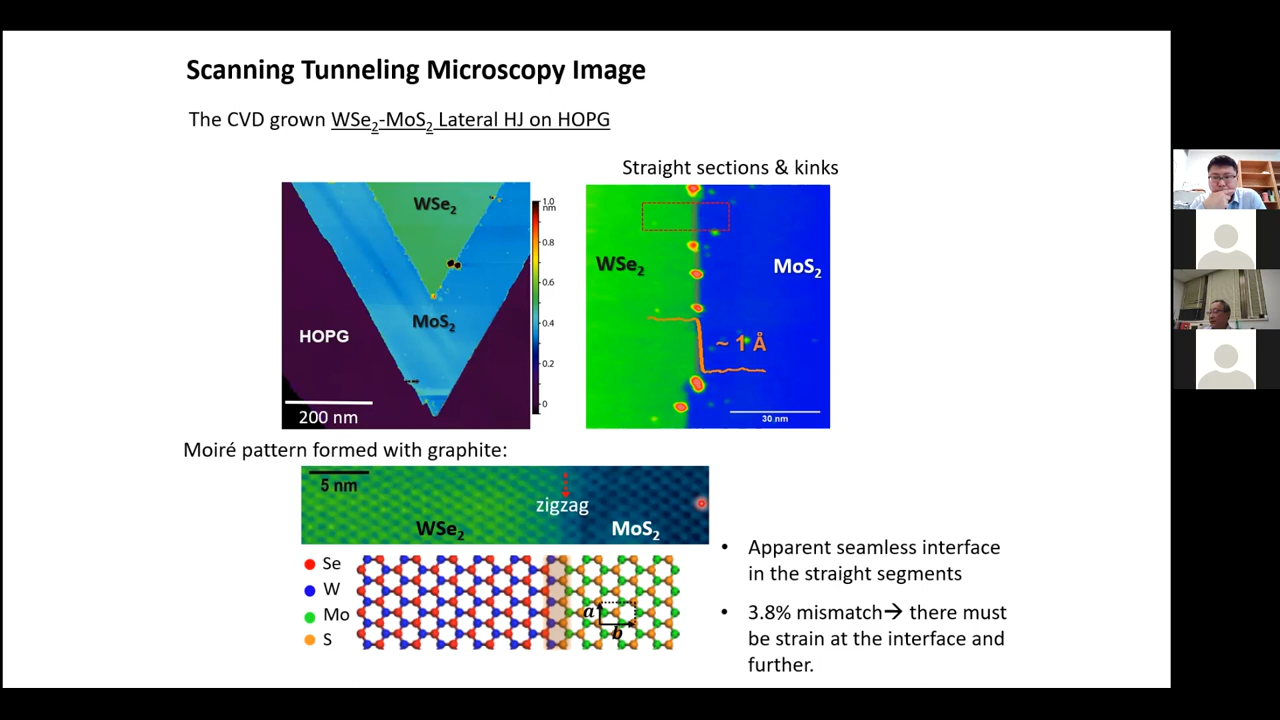 Scanning Tunneling Microscopy Image
The CVD grown WSe₂-MoS₂ Lateral HJ on HOPG
Straight sections & kinks
WSe₂
MoS₂
HOPG
200 nm
1.0
nm
0.8
0.6
0.4
0.2
0
WSe₂
MoS₂
~ 1 Å
30 nm
Moiré pattern formed with graphite:
5 nm
zigzag
WSe₂
MoS₂
Se
W
Mo
S
a
b
• Apparent seamless interface
in the straight segments
• 3.8% mismatch→ there must
be strain at the interface and
further.